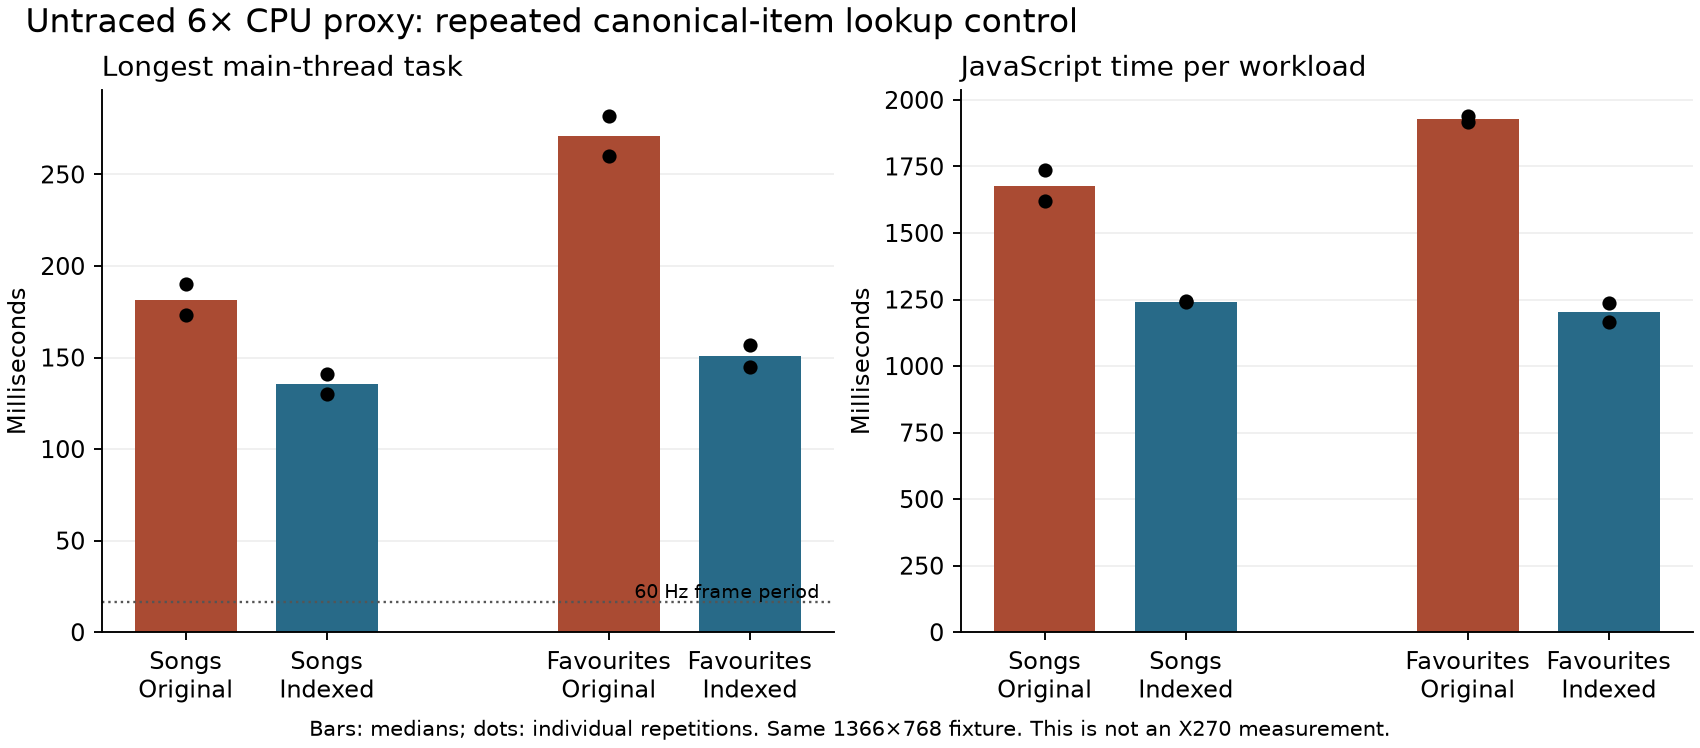 Untraced 6× CPU proxy: repeated canonical-item lookup control
Longest main-thread task
Milliseconds
250
200
150
100
50
0
60 Hz frame period
Songs Original
Songs Indexed
Favourites Original
Favourites Indexed
JavaScript time per workload
Milliseconds
2000
1750
1500
1250
1000
750
500
250
0
Songs Original
Songs Indexed
Favourites Original
Favourites Indexed
Bars: medians; dots: individual repetitions. Same 1366×768 fixture. This is not an X270 measurement.